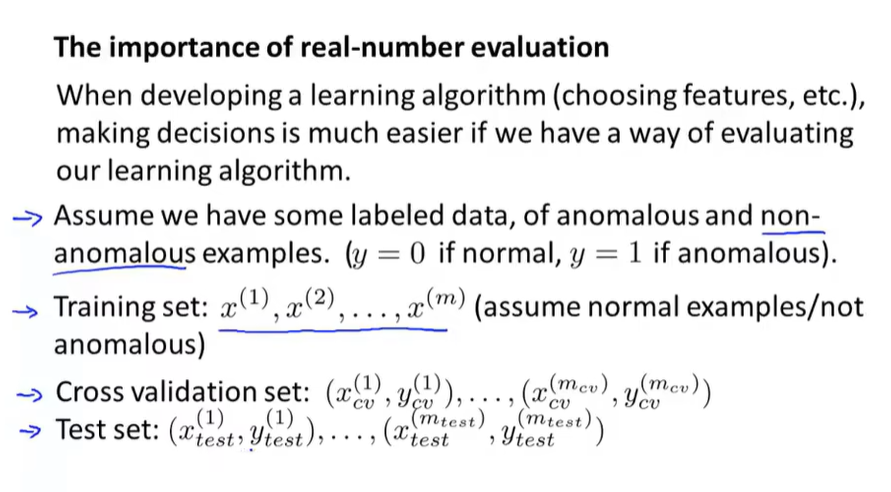 The importance of real-number evaluation
When developing a learning algorithm (choosing features, etc.),
making decisions is much easier if we have a way of evaluating
our learning algorithm.
→ Assume we have some labeled data, of anomalous and non-
anomalous examples. (y = 0 if normal, y = 1 if anomalous).
→ Training set: x^{(1)}, x^{(2)}, . . . , x^{(m)} (assume normal examples/not
anomalous)
→ Cross validation set: (x_{cv}^{(1)}, y_{cv}^{(1)}), . . . , (x_{cv}^{(m_{cv})}, y_{cv}^{(m_{cv})})
→ Test set: (x_{test}^{(1)}, y_{test}^{(1)}), . . . , (x_{test}^{(m_{test})}, y_{test}^{(m_{test})})